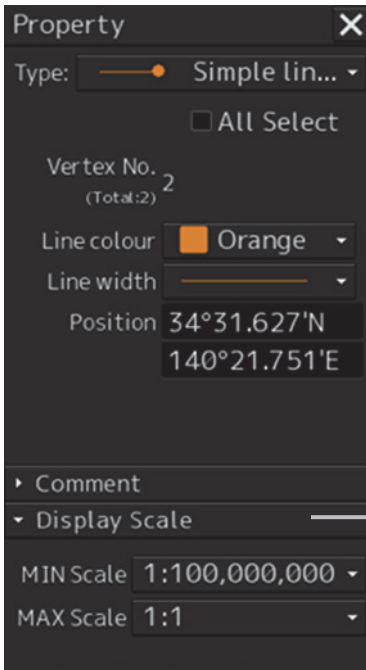 Property
Type: Simple lin...
All Select
Vertex No. 2
(Total:2)
Line colour Orange
Line width
Position 34°31.627'N
140°21.751'E
Comment
Display Scale
MIN Scale 1:100,000,000
MAX Scale 1:1